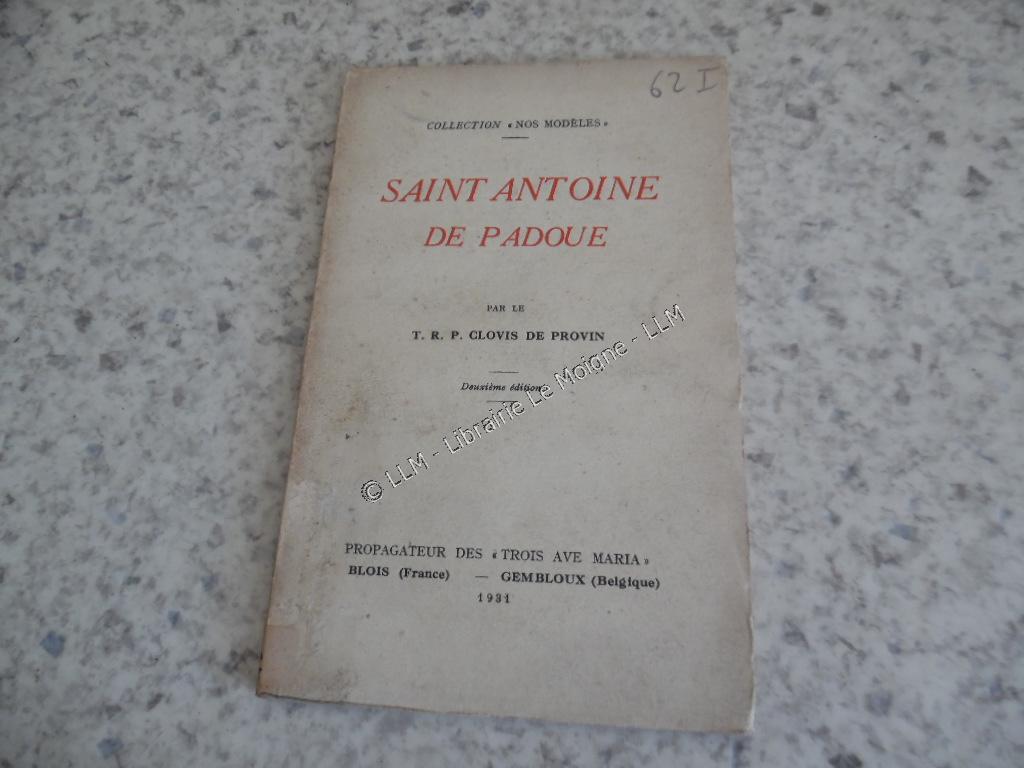 62 I
COLLECTION « NOS MODÈLES »
SAINT ANTOINE
DE PADOUE
PAR LE
T. R. P. CLOVIS DE PROVIN
Deuxième édition
© LLM - Librairie Le Moigne - LLM
PROPAGATEUR DES « TROIS AVE MARIA »
BLOIS (France) — GEMBLOUX (Belgique)
1931